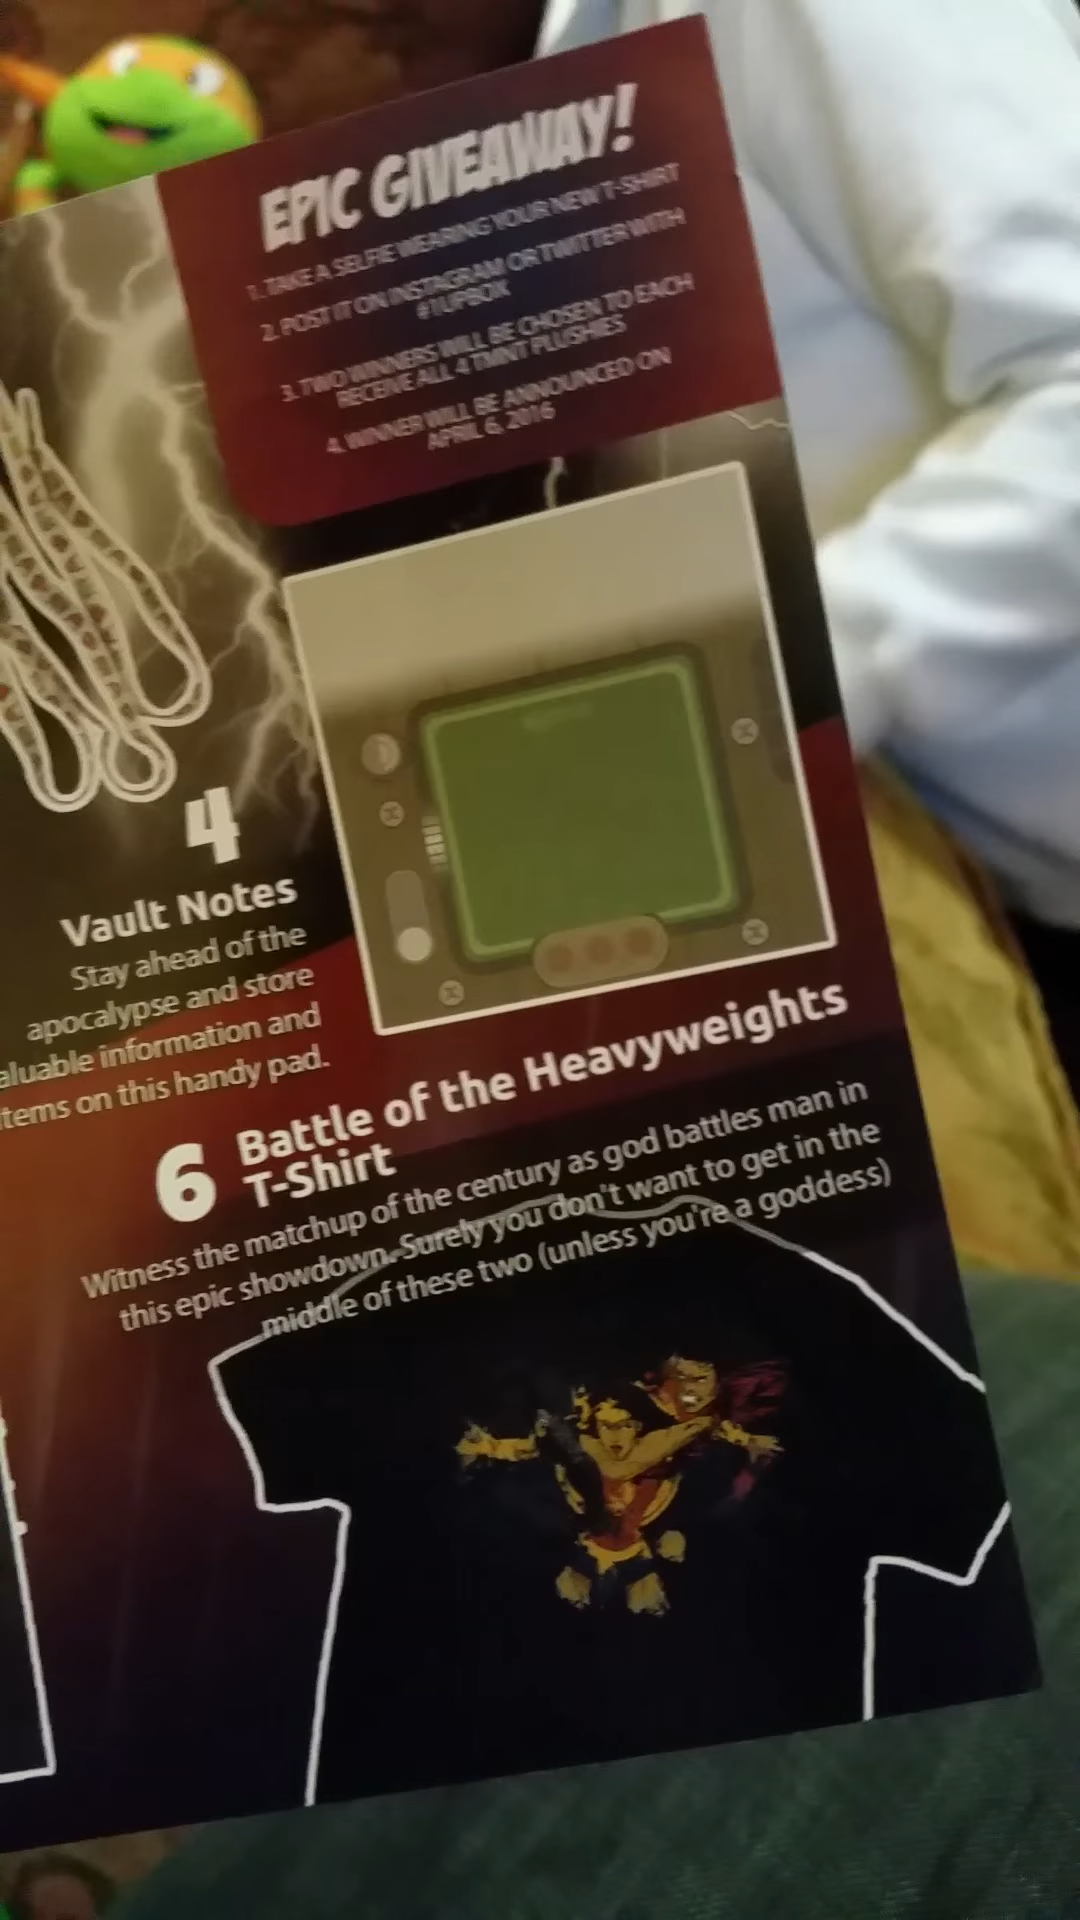 EPIC GIVEAWAY!
1. TAKE A SELFIE WEARING YOUR NEW T-SHIRT
2. POST IT ON INSTAGRAM OR TWITTER WITH
#1UPBOX
3. TWO WINNERS WILL BE CHOSEN TO EACH
RECEIVE ALL 4 TMNT PLUSHIES
4. WINNER WILL BE ANNOUNCED ON
APRIL 6, 2016
4
Vault Notes
Stay ahead of the
apocalypse and store
aluable information and
items on this handy pad.
6 Battle of the Heavyweights
T-Shirt
Witness the matchup of the century as god battles man in
this epic showdown. Surely you don't want to get in the
middle of these two (unless you're a goddess)